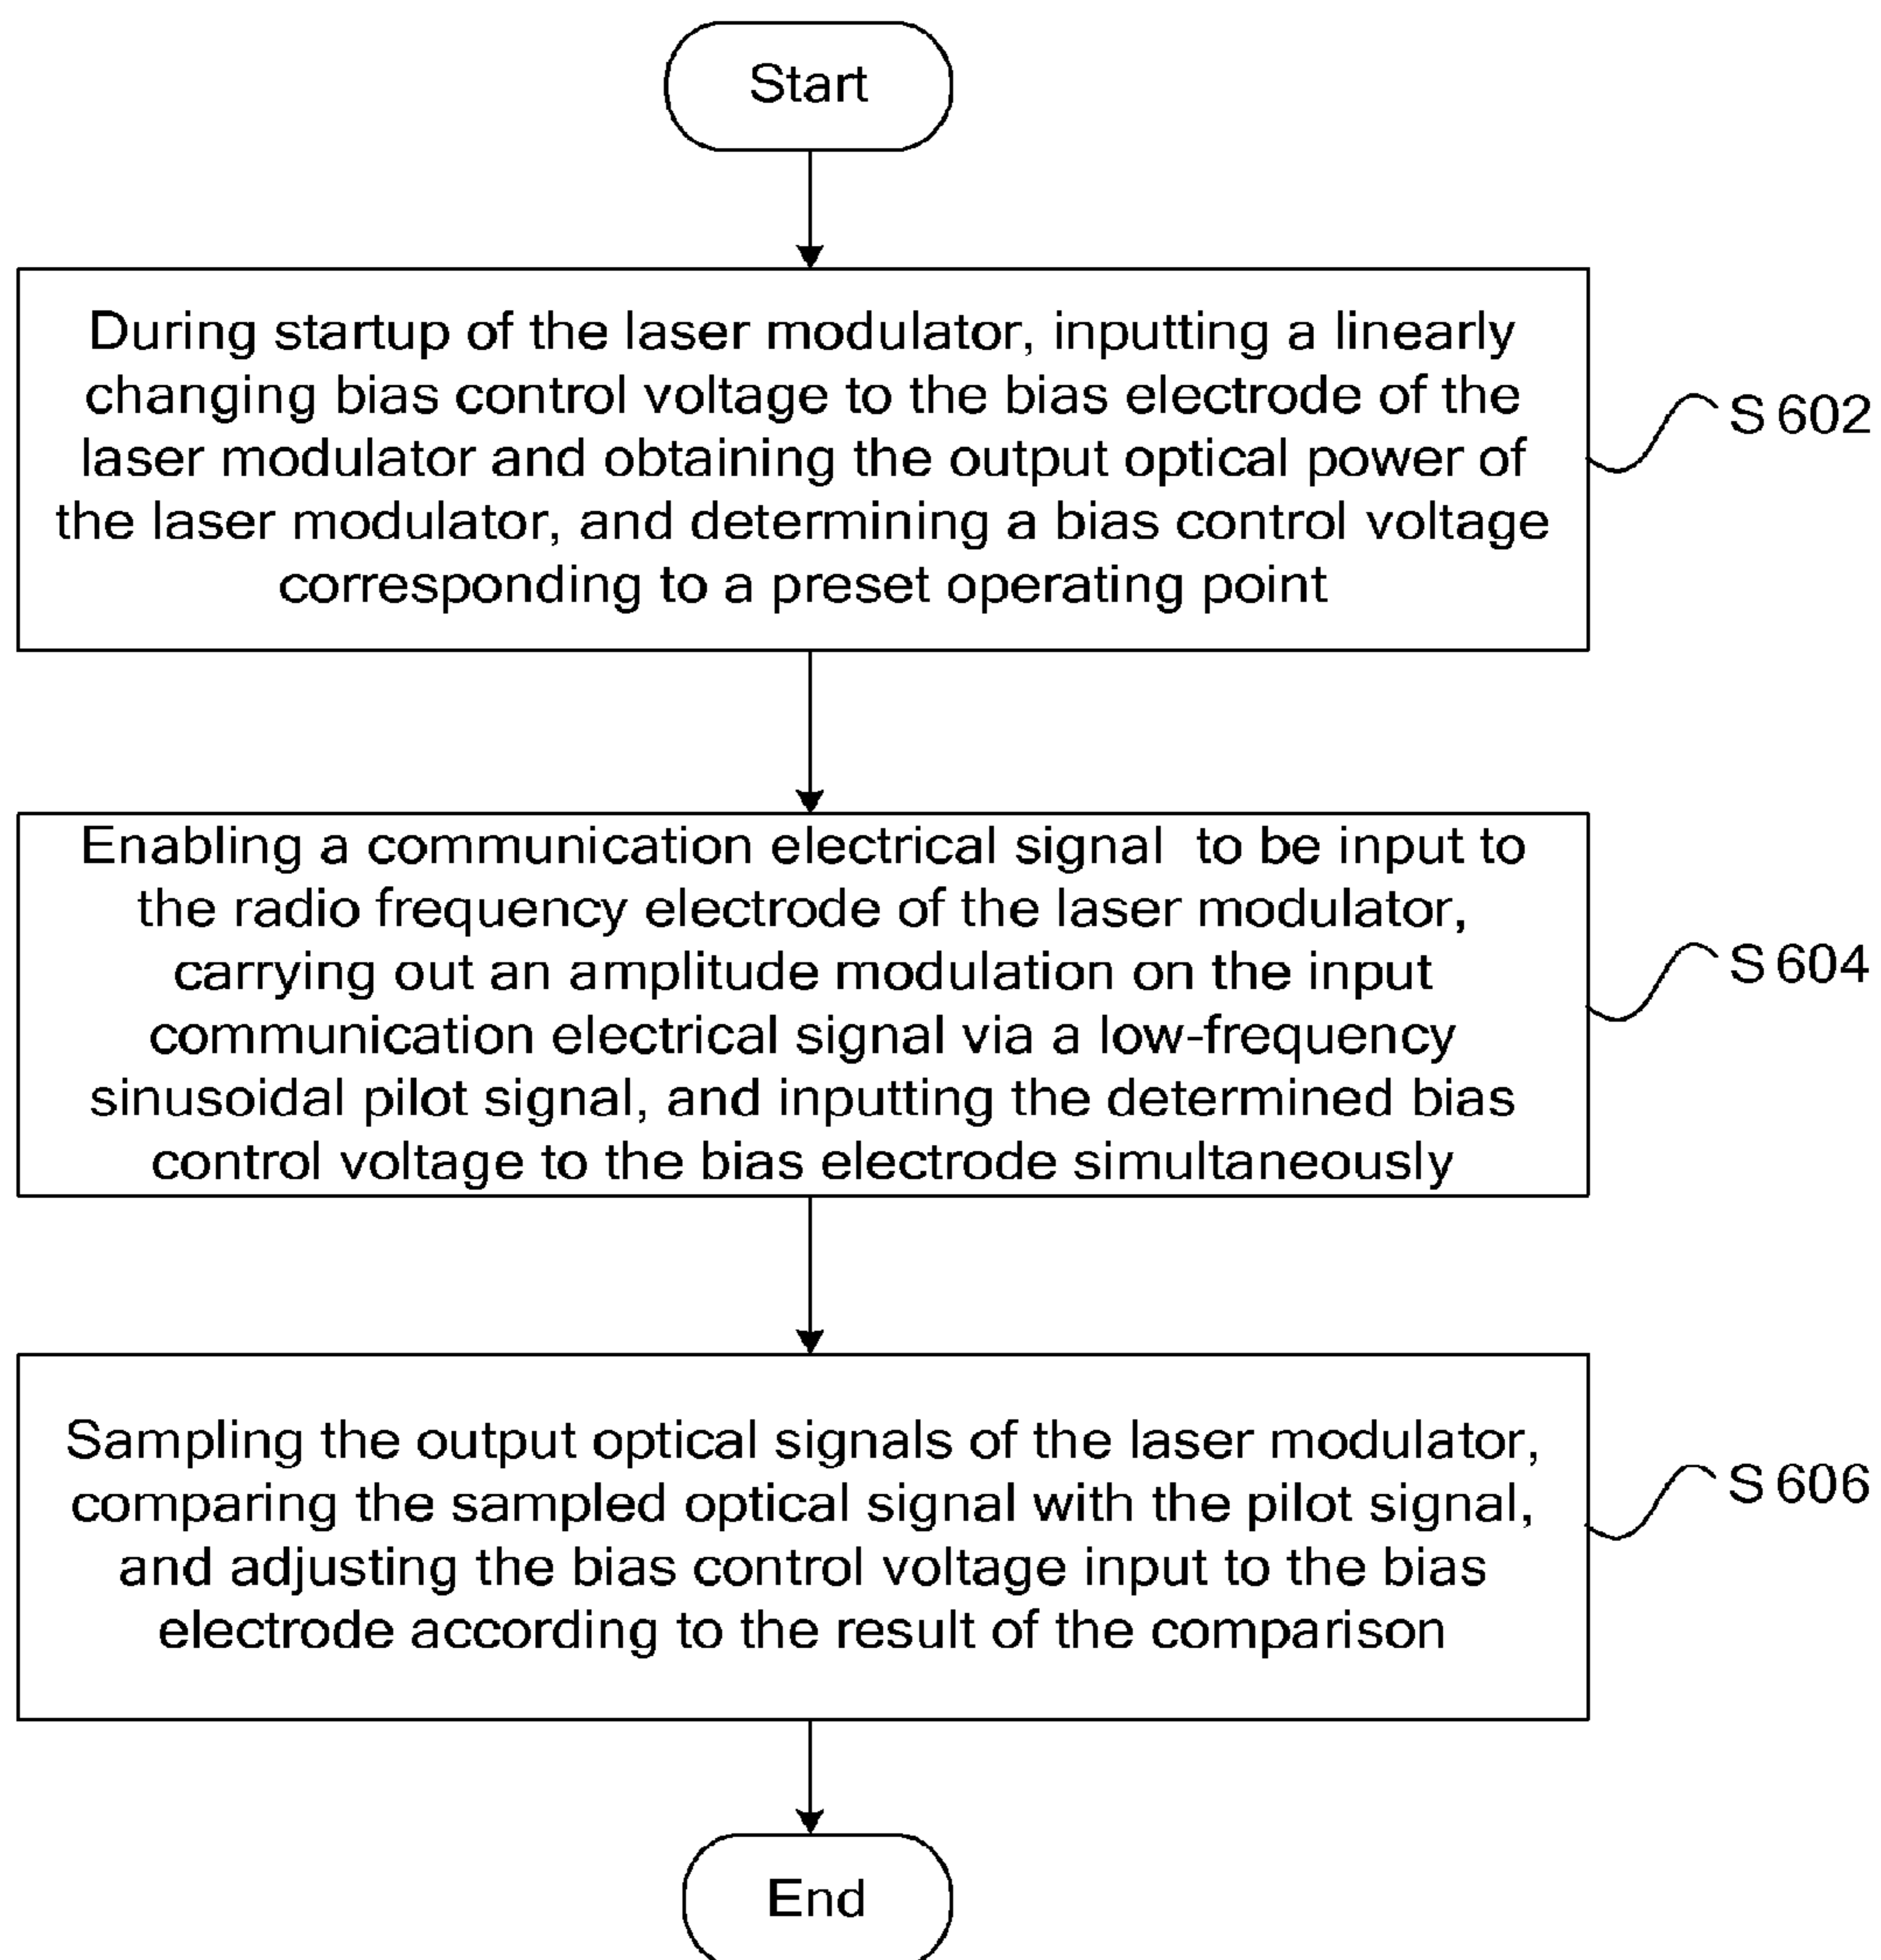 Start
During startup of the laser modulator, inputting a linearly
changing bias control voltage to the bias electrode of the
laser modulator and obtaining the output optical power of
the laser modulator, and determining a bias control voltage
corresponding to a preset operating point
S 602
Enabling a communication electrical signal to be input to
the radio frequency electrode of the laser modulator,
carrying out an amplitude modulation on the input
communication electrical signal via a low-frequency
sinusoidal pilot signal, and inputting the determined bias
control voltage to the bias electrode simultaneously
S 604
Sampling the output optical signals of the laser modulator,
comparing the sampled optical signal with the pilot signal,
and adjusting the bias control voltage input to the bias
electrode according to the result of the comparison
S 606
End